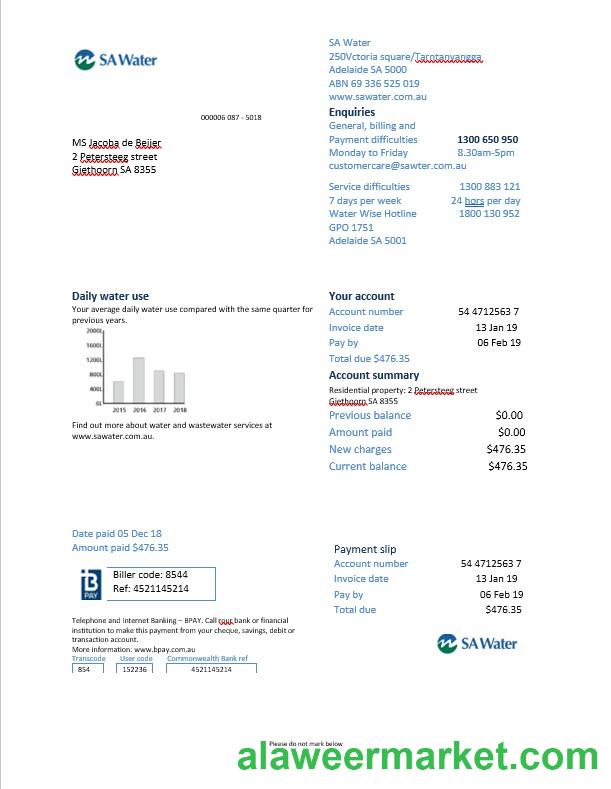 SA Water
SA Water
250Vctoria square/Tarntanyangga
Adelaide SA 5000
ABN 69 336 525 019
www.sawater.com.au
Enquiries
General, billing and
Payment difficulties 1300 650 950
Monday to Friday 8.30am-5pm
customercare@sawter.com.au
Service difficulties 1300 883 121
7 days per week 24 hors per day
Water Wise Hotline 1800 130 952
GPO 1751
Adelaide SA 5001
000006 087 - 5018
MS Jacoba de Beijer
2 Petersteeg street
Giethoorn SA 8355
Daily water use
Your average daily water use compared with the same quarter for
previous years.
2000L
1600L
1200L
800L
400L
0L
2015 2016 2017 2018
Find out more about water and wastewater services at
www.sawater.com.au.
Your account
Account number 54 4712563 7
Invoice date 13 Jan 19
Pay by 06 Feb 19
Total due $476.35
Account summary
Residential property: 2 Petersteeg street
Giethoorn SA 8355
Previous balance $0.00
Amount paid $0.00
New charges $476.35
Current balance $476.35
Date paid 05 Dec 18
Amount paid $476.35
B
PAY
Biller code: 8544
Ref: 4521145214
Telephone and Internet Banking – BPAY. Call rour bank or financial
institution to make this payment from your cheque, savings, debit or
transaction account.
More information: www.bpay.com.au
Transcode User code Commonwealth Bank ref
854 152236 4521145214
Payment slip
Account number 54 4712563 7
Invoice date 13 Jan 19
Pay by 06 Feb 19
Total due $476.35
SA Water
Please do not mark below
alaweermarket.com